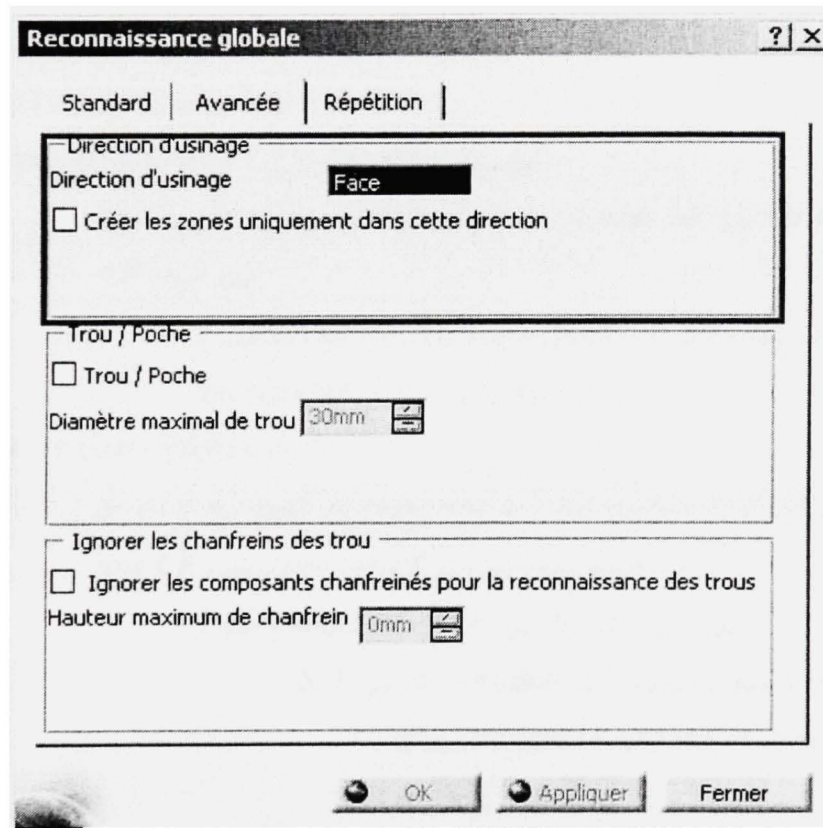 Reconnaissance globale ? ×
Standard Avancée Répétition
Direction d'usinage
Direction d'usinage Face
Créer les zones uniquement dans cette direction
Trou / Poche
Trou / Poche
Diamètre maximal de trou 30mm
Ignorer les chanfreins des trou
Ignorer les composants chanfreinés pour la reconnaissance des trous
Hauteur maximum de chanfrein 0mm
OK Appliquer Fermer